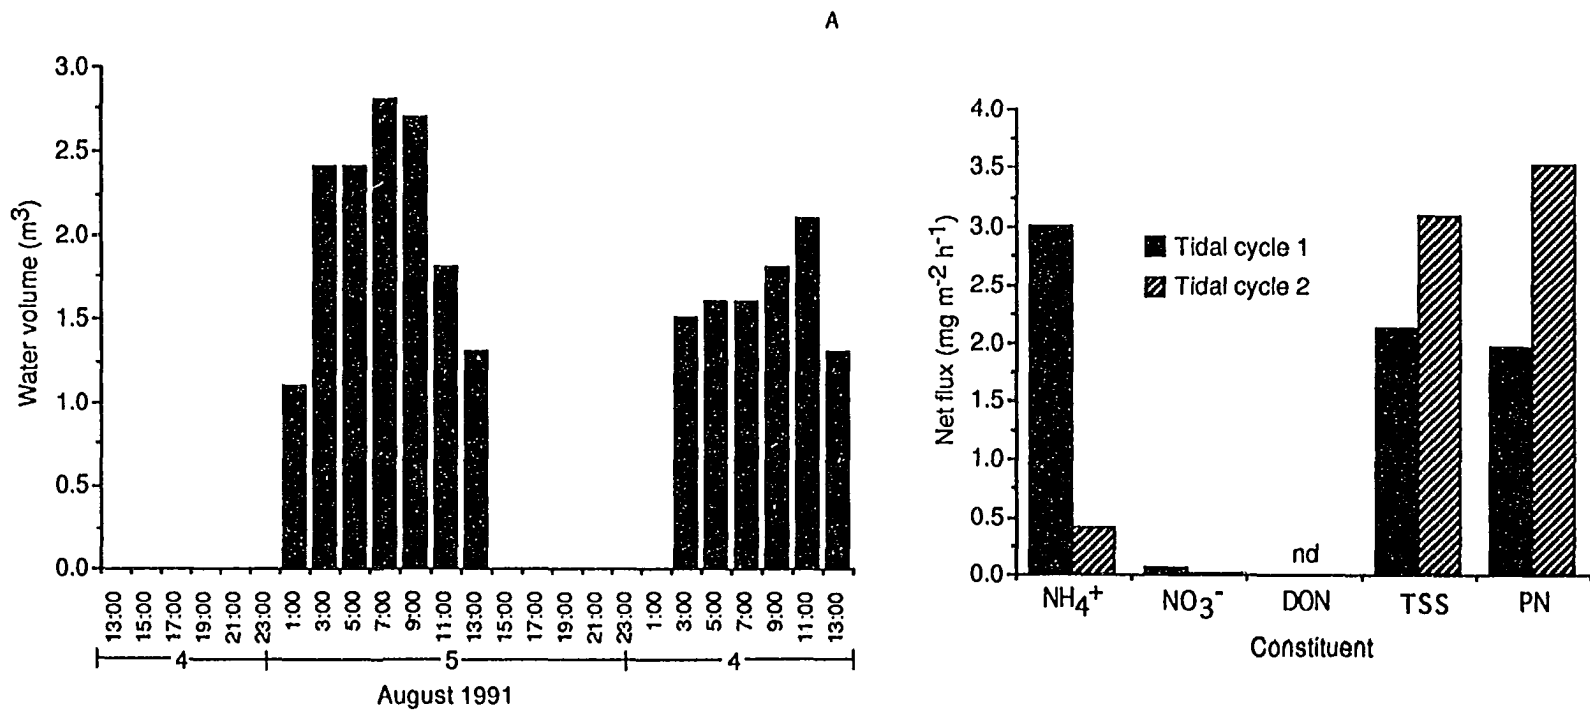 A
Water volume (m3)
3.0
2.5
2.0
1.5
1.0
0.5
0.0
13:00 15:00 17:00 19:00 21:00 23:00 1:00 3:00 5:00 7:00 9:00 11:00 13:00 15:00 17:00 19:00 21:00 23:00 1:00 3:00 5:00 7:00 9:00 11:00 13:00
4 5 4
August 1991
Net flux (mg m-2 h-1)
4.0
3.5
3.0
2.5
2.0
1.5
1.0
0.5
0.0
Tidal cycle 1
Tidal cycle 2
nd
NH4+ NO3- DON TSS PN
Constituent